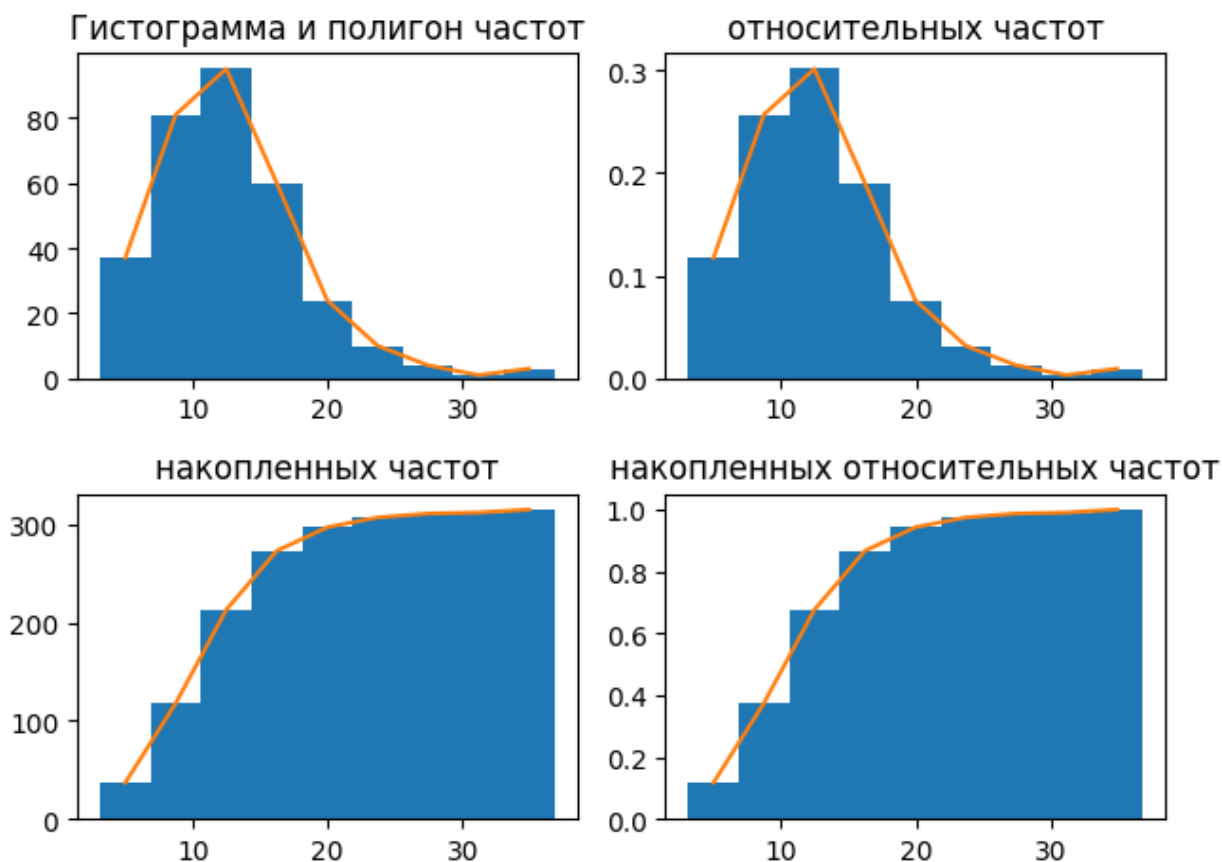 Гистограмма и полигон частот
80
60
40
20
0
10 20 30
относительных частот
0.3
0.2
0.1
0.0
10 20 30
накопленных частот
300
200
100
0
10 20 30
накопленных относительных частот
1.0
0.8
0.6
0.4
0.2
0.0
10 20 30